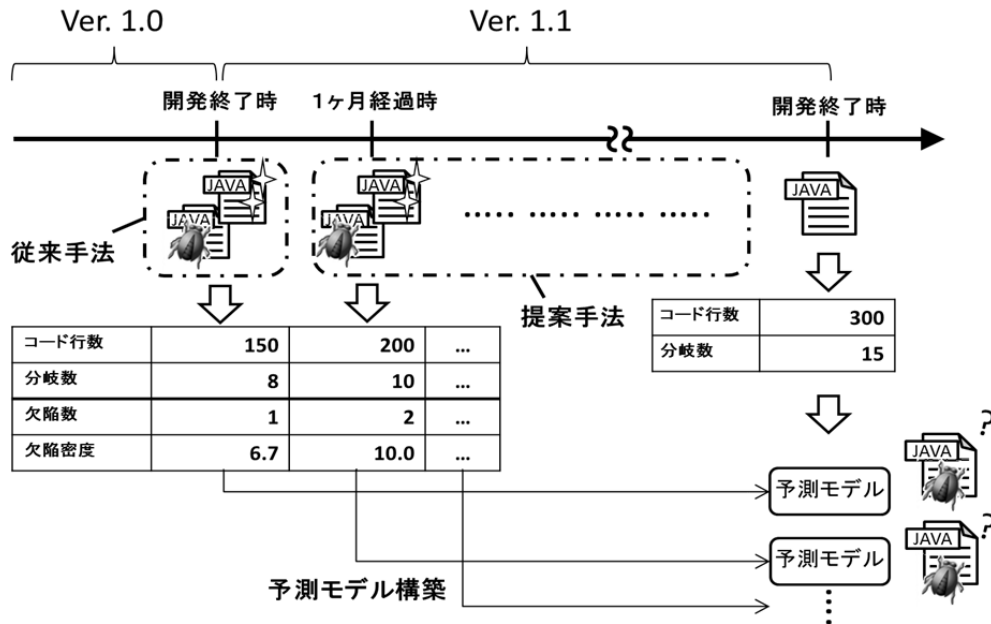 Ver. 1.0
Ver. 1.1
開発終了時
1ヶ月経過時
開発終了時
JAVA
JAVA
JAVA
JAVA
JAVA
..... ..... ..... .....
従来手法
提案手法
コード行数 150 200 ...
分岐数 8 10 ...
欠陥数 1 2 ...
欠陥密度 6.7 10.0 ...
コード行数 300
分岐数 15
?
JAVA
予測モデル
?
JAVA
予測モデル
予測モデル構築